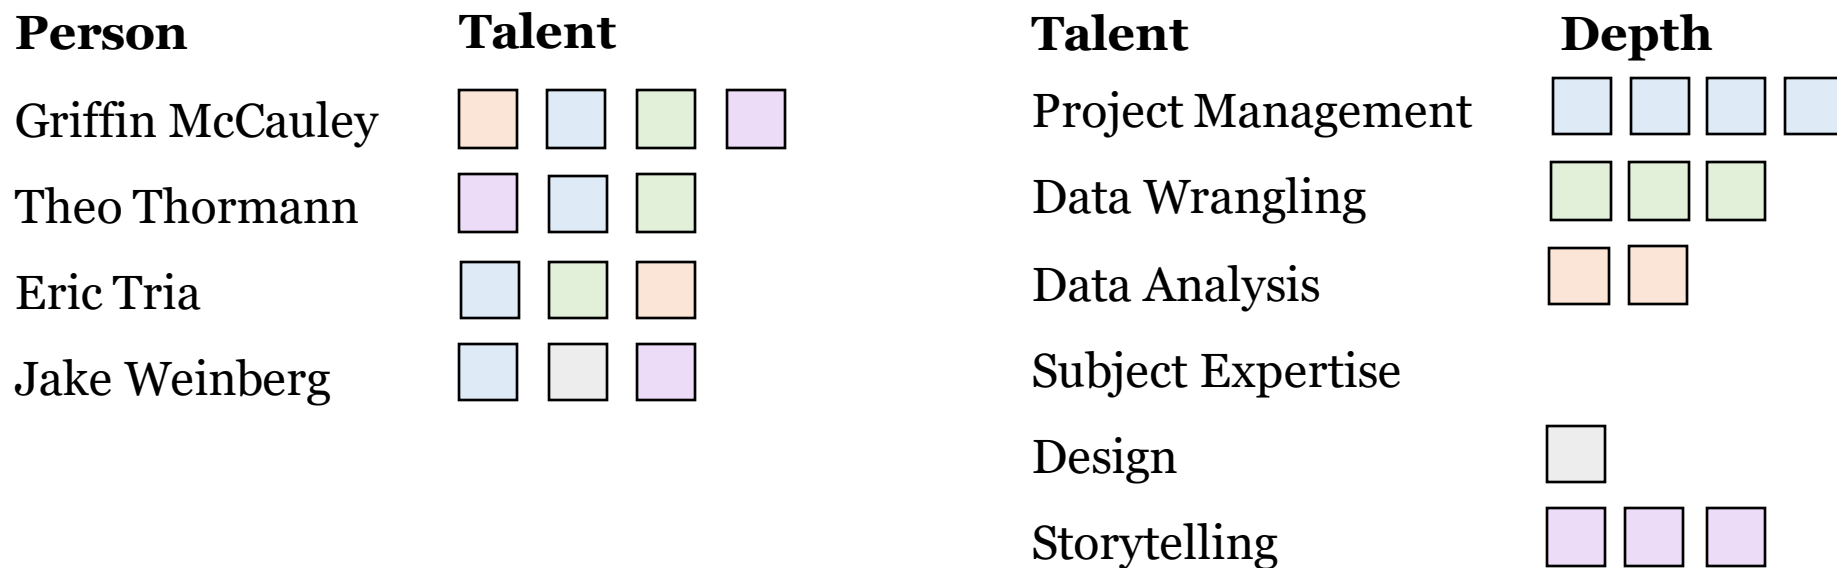 Person Talent
Griffin McCauley
Theo Thormann
Eric Tria
Jake Weinberg
Talent Depth
Project Management
Data Wrangling
Data Analysis
Subject Expertise
Design
Storytelling